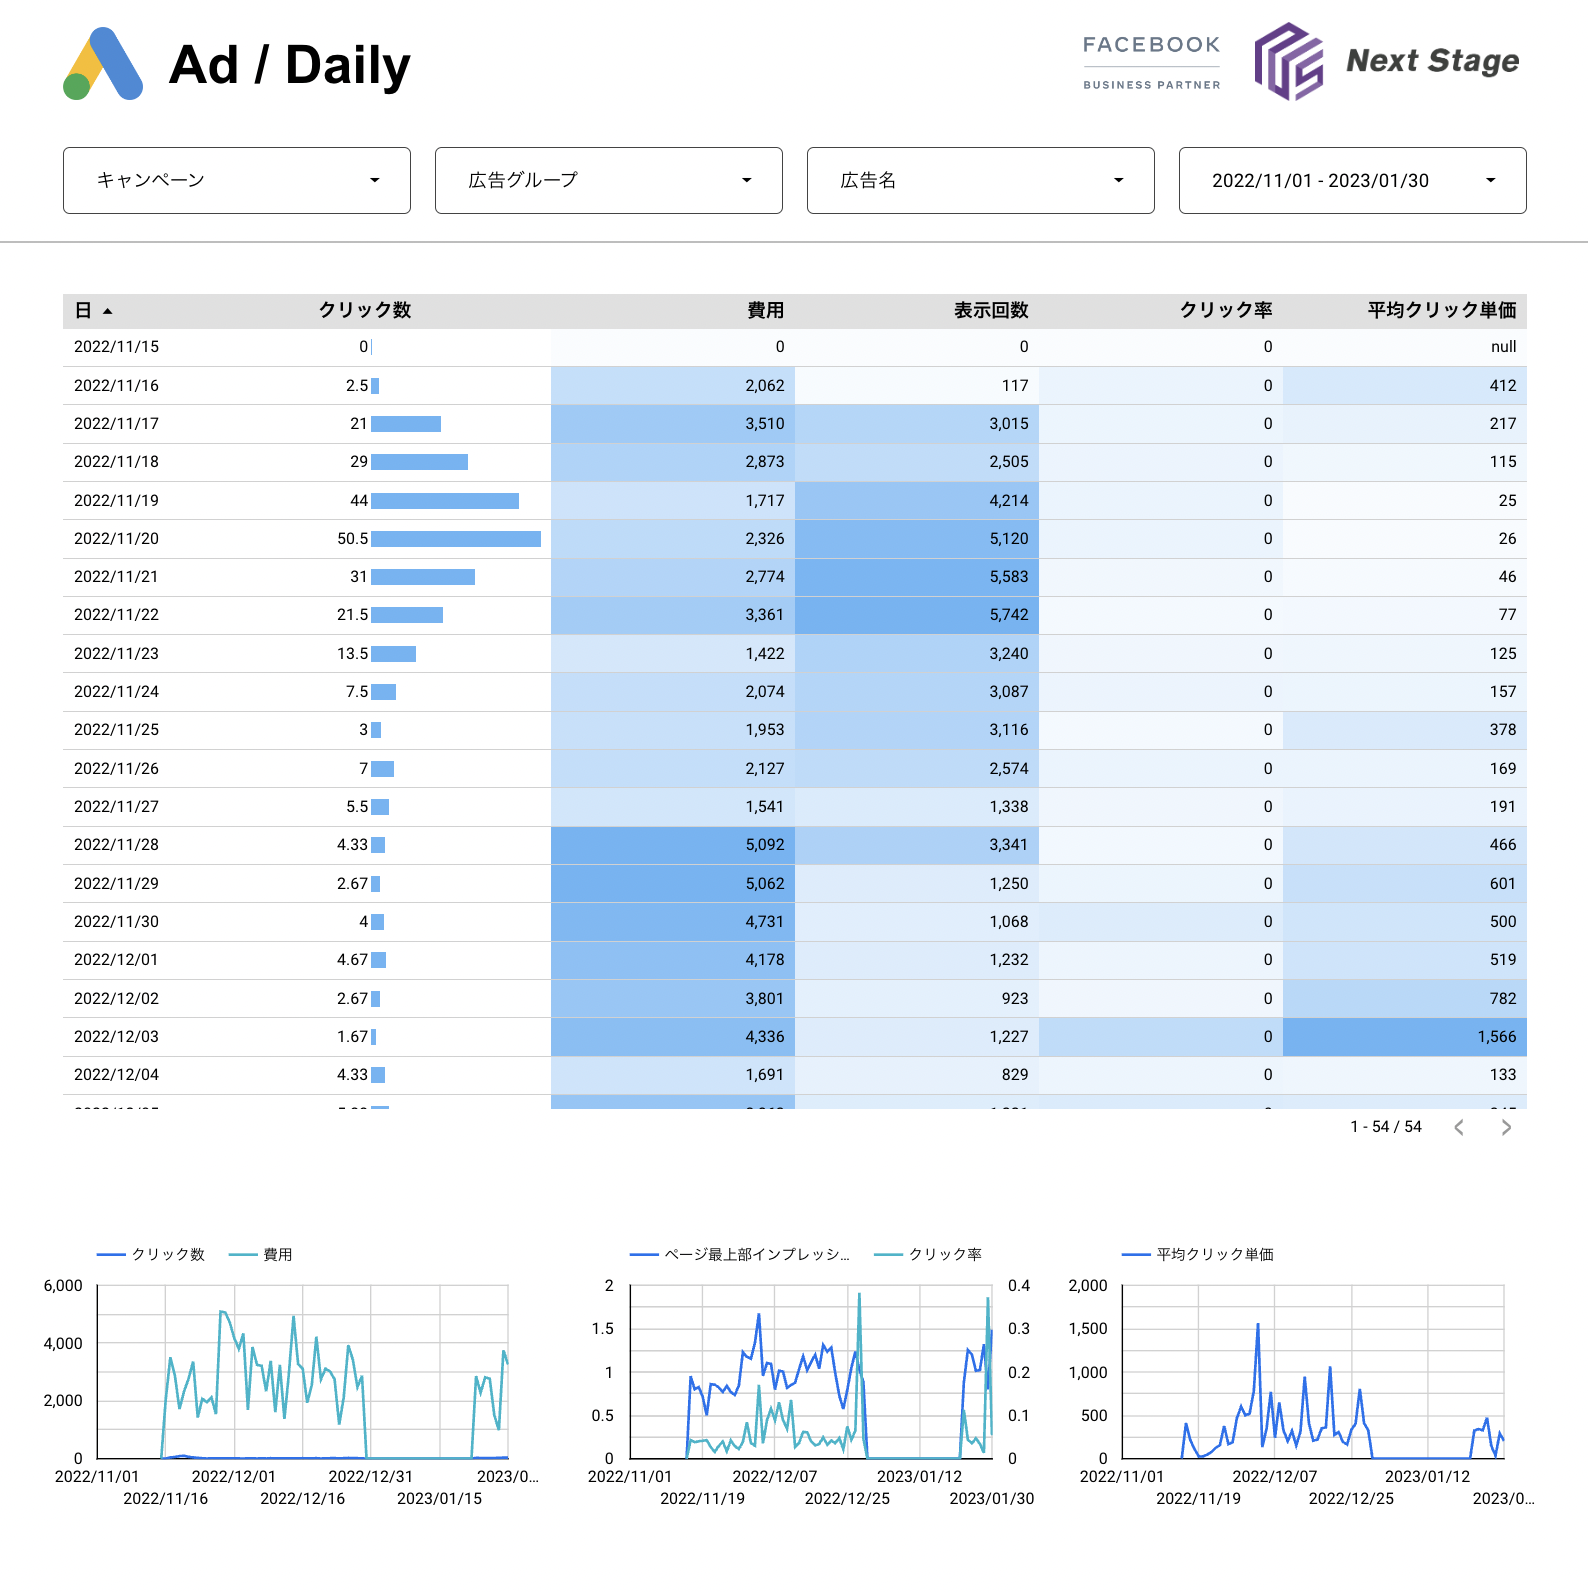 Ad / Daily
FACEBOOK
BUSINESS PARTNER
Next Stage
キャンペーン
広告グループ
広告名
2022/11/01 - 2023/01/30
日 クリック数 費用 表示回数 クリック率 平均クリック単価
2022/11/15 0 0 0 0 null
2022/11/16 2.5 2,062 117 0 412
2022/11/17 21 3,510 3,015 0 217
2022/11/18 29 2,873 2,505 0 115
2022/11/19 44 1,717 4,214 0 25
2022/11/20 50.5 2,326 5,120 0 26
2022/11/21 31 2,774 5,583 0 46
2022/11/22 21.5 3,361 5,742 0 77
2022/11/23 13.5 1,422 3,240 0 125
2022/11/24 7.5 2,074 3,087 0 157
2022/11/25 3 1,953 3,116 0 378
2022/11/26 7 2,127 2,574 0 169
2022/11/27 5.5 1,541 1,338 0 191
2022/11/28 4.33 5,092 3,341 0 466
2022/11/29 2.67 5,062 1,250 0 601
2022/11/30 4 4,731 1,068 0 500
2022/12/01 4.67 4,178 1,232 0 519
2022/12/02 2.67 3,801 923 0 782
2022/12/03 1.67 4,336 1,227 0 1,566
2022/12/04 4.33 1,691 829 0 133
1 - 54 / 54
クリック数 費用
6,000
4,000
2,000
0
2022/11/01 2022/12/01 2022/12/31 2023/0...
2022/11/16 2022/12/16 2023/01/15
ページ最上部インプレッシ... クリック率
2 0.4
1.5 0.3
1 0.2
0.5 0.1
0 0
2022/11/01 2022/12/07 2023/01/12
2022/11/19 2022/12/25 2023/01/30
平均クリック単価
2,000
1,500
1,000
500
0
2022/11/01 2022/12/07 2023/01/12
2022/11/19 2022/12/25 2023/0...